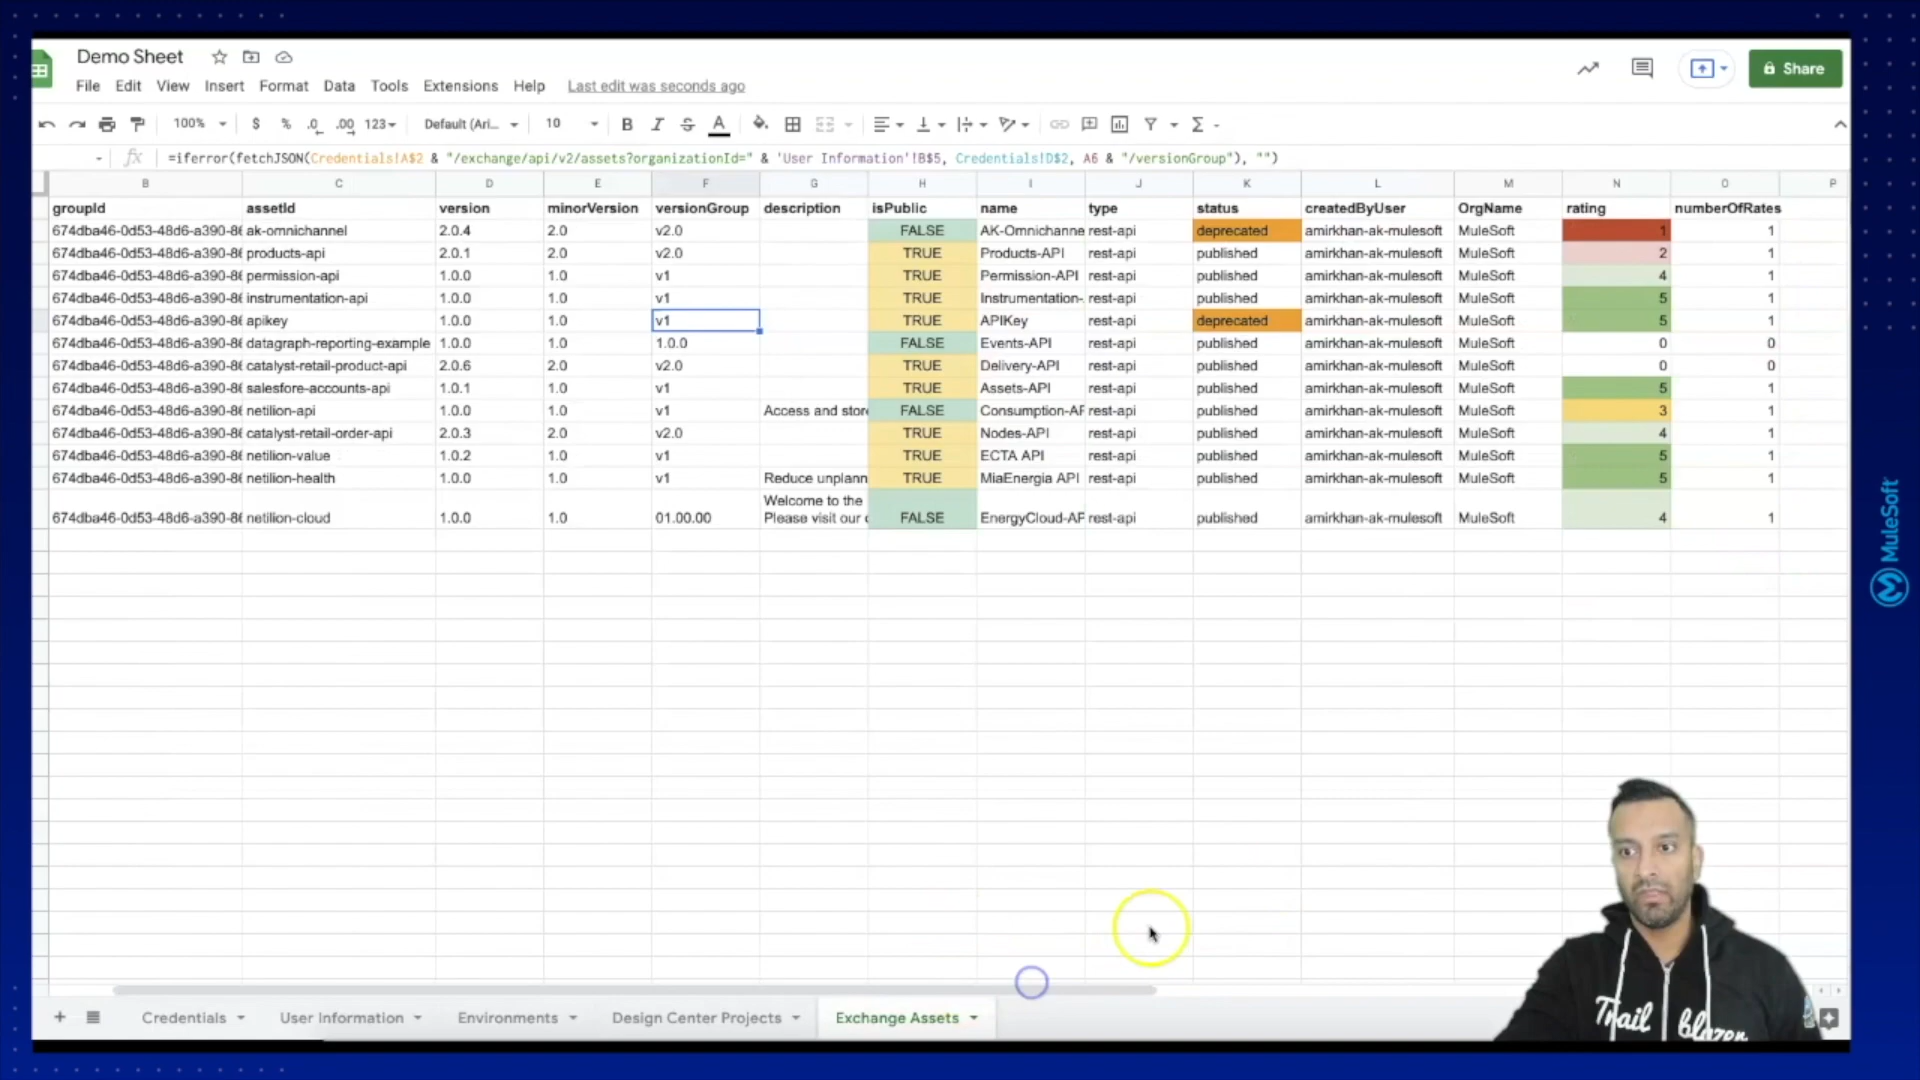 Demo Sheet
File Edit View Insert Format Data Tools Extensions Help Last edit was seconds ago
Share
100% $ % .0 .00 123 Default (Ari... 10 B I S A Σ
fx =iferror(fetchJSON(Credentials!A$2 & "/exchange/api/v2/assets?organizationId=" & 'User Information'!B$5, Credentials!D$2, A6 & "/versionGroup"), "")
B C D E F G H I J K L M N O P
groupId assetId version minorVersion versionGroup description isPublic name type status createdByUser OrgName rating numberOfRates
674dba46-0d53-48d6-a390-86 ak-omnichannel 2.0.4 2.0 v2.0 FALSE AK-Omnichanne rest-api deprecated amirkhan-ak-mulesoft MuleSoft 1 1
674dba46-0d53-48d6-a390-86 products-api 2.0.1 2.0 v2.0 TRUE Products-API rest-api published amirkhan-ak-mulesoft MuleSoft 2 1
674dba46-0d53-48d6-a390-86 permission-api 1.0.0 1.0 v1 TRUE Permission-API rest-api published amirkhan-ak-mulesoft MuleSoft 4 1
674dba46-0d53-48d6-a390-86 instrumentation-api 1.0.0 1.0 v1 TRUE Instrumentation- rest-api published amirkhan-ak-mulesoft MuleSoft 5 1
674dba46-0d53-48d6-a390-86 apikey 1.0.0 1.0 v1 TRUE APIKey rest-api deprecated amirkhan-ak-mulesoft MuleSoft 5 1
674dba46-0d53-48d6-a390-86 datagraph-reporting-example 1.0.0 1.0 1.0.0 FALSE Events-API rest-api published amirkhan-ak-mulesoft MuleSoft 0 0
674dba46-0d53-48d6-a390-86 catalyst-retail-product-api 2.0.6 2.0 v2.0 TRUE Delivery-API rest-api published amirkhan-ak-mulesoft MuleSoft 0 0
674dba46-0d53-48d6-a390-86 salesfore-accounts-api 1.0.1 1.0 v1 TRUE Assets-API rest-api published amirkhan-ak-mulesoft MuleSoft 5 1
674dba46-0d53-48d6-a390-86 netilion-api 1.0.0 1.0 v1 Access and store FALSE Consumption-AP rest-api published amirkhan-ak-mulesoft MuleSoft 3 1
674dba46-0d53-48d6-a390-86 catalyst-retail-order-api 2.0.3 2.0 v2.0 TRUE Nodes-API rest-api published amirkhan-ak-mulesoft MuleSoft 4 1
674dba46-0d53-48d6-a390-86 netilion-value 1.0.2 1.0 v1 TRUE ECTA API rest-api published amirkhan-ak-mulesoft MuleSoft 5 1
674dba46-0d53-48d6-a390-86 netilion-health 1.0.0 1.0 v1 Reduce unplann TRUE MiaEnergia API rest-api published amirkhan-ak-mulesoft MuleSoft 5 1
Welcome to the
674dba46-0d53-48d6-a390-86 netilion-cloud 1.0.0 1.0 01.00.00 Please visit our FALSE EnergyCloud-AP rest-api published amirkhan-ak-mulesoft MuleSoft 4 1
Credentials User Information Environments Design Center Projects Exchange Assets
Trail blazer
MuleSoft